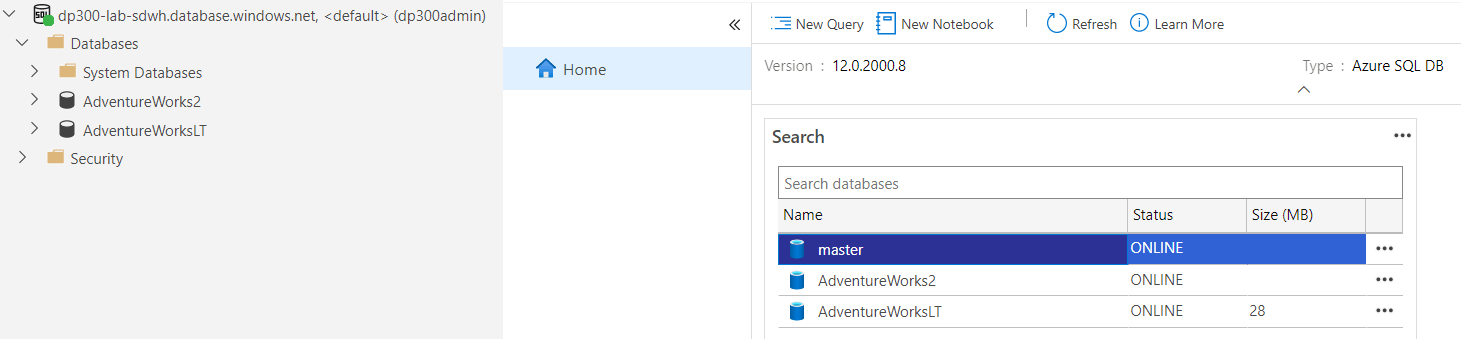 dp300-lab-sdwh.database.windows.net, <default> (dp300admin)
Databases
System Databases
AdventureWorks2
AdventureWorksLT
Security
Home
New Query New Notebook Refresh Learn More
Version : 12.0.2000.8 Type : Azure SQL DB
Search
Search databases
Name Status Size (MB)
master ONLINE
AdventureWorks2 ONLINE
AdventureWorksLT ONLINE 28